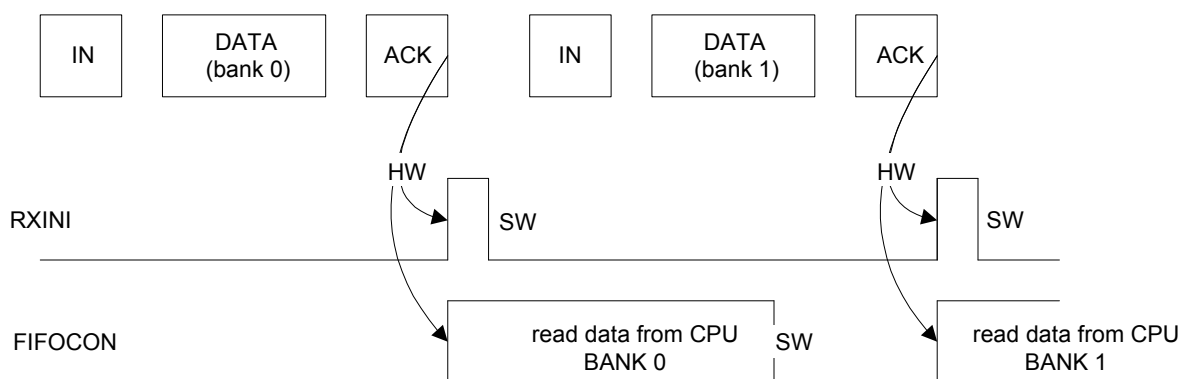 IN
DATA
(bank 0)
ACK
IN
DATA
(bank 1)
ACK
HW
HW
RXINI
SW
SW
FIFOCON
read data from CPU
BANK 0
SW
read data from CPU
BANK 1